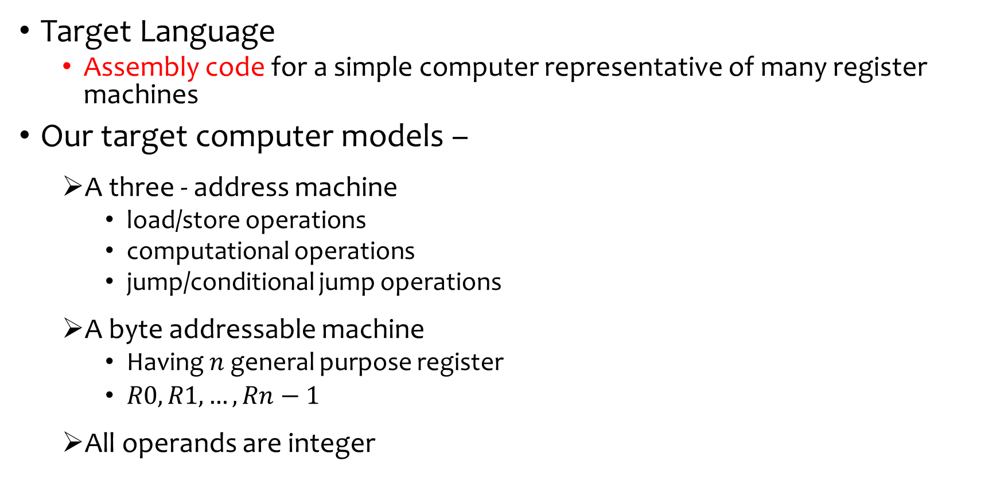 • Target Language
• Assembly code for a simple computer representative of many register
machines
• Our target computer models –
➢A three - address machine
• load/store operations
• computational operations
• jump/conditional jump operations
➢A byte addressable machine
• Having n general purpose register
• R0, R1, … , Rn − 1
➢All operands are integer